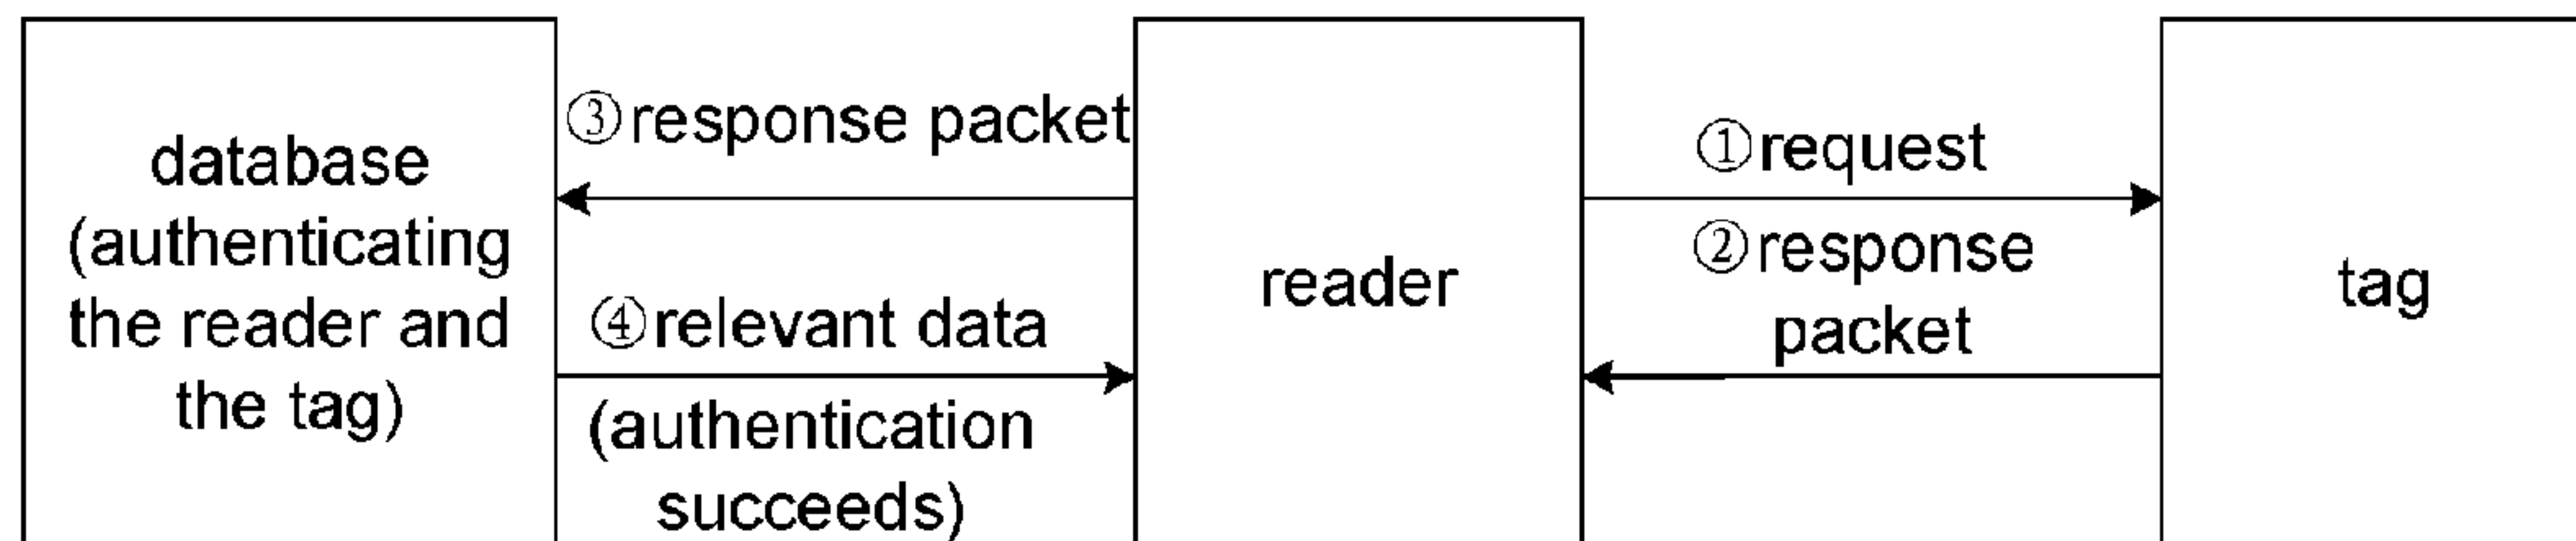 database
(authenticating
the reader and
the tag)
③response packet
④relevant data
(authentication
succeeds)
reader
①request
②response
packet
tag